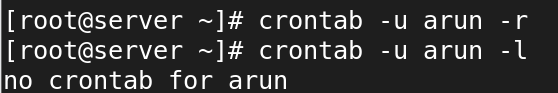 [root@server ~]# crontab -u arun -r
[root@server ~]# crontab -u arun -l
no crontab for arun